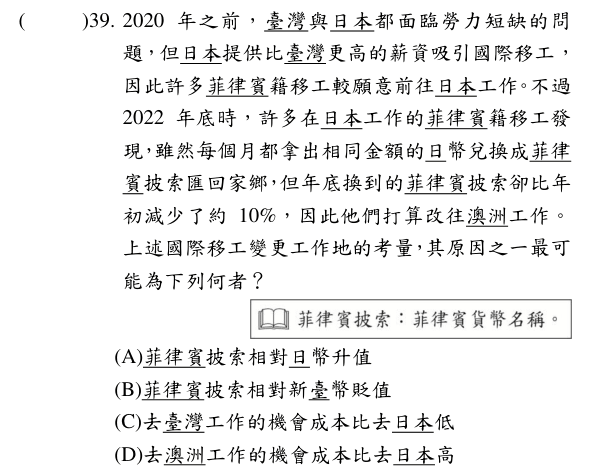 (　　)39. 2020 年之前，臺灣與日本都面臨勞力短缺的問
題，但日本提供比臺灣更高的薪資吸引國際移工，
因此許多菲律賓籍移工較願意前往日本工作。不過
2022 年底時，許多在日本工作的菲律賓籍移工發
現，雖然每個月都拿出相同金額的日幣兌換成菲律
賓披索匯回家鄉，但年底換到的菲律賓披索卻比年
初減少了約 10%，因此他們打算改往澳洲工作。
上述國際移工變更工作地的考量，其原因之一最可
能為下列何者？
菲律賓披索：菲律賓貨幣名稱。
(A)菲律賓披索相對日幣升值
(B)菲律賓披索相對新臺幣貶值
(C)去臺灣工作的機會成本比去日本低
(D)去澳洲工作的機會成本比去日本高